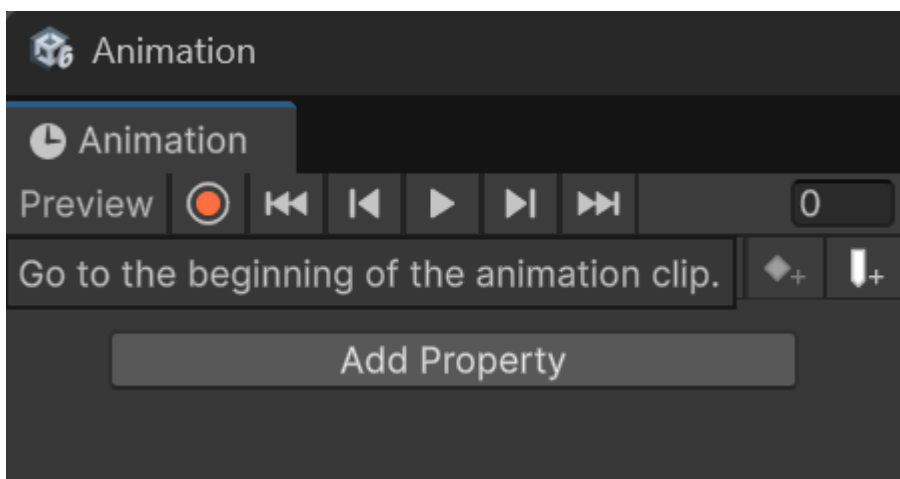 Animation
Animation
Preview 0
Go to the beginning of the animation clip.
Add Property